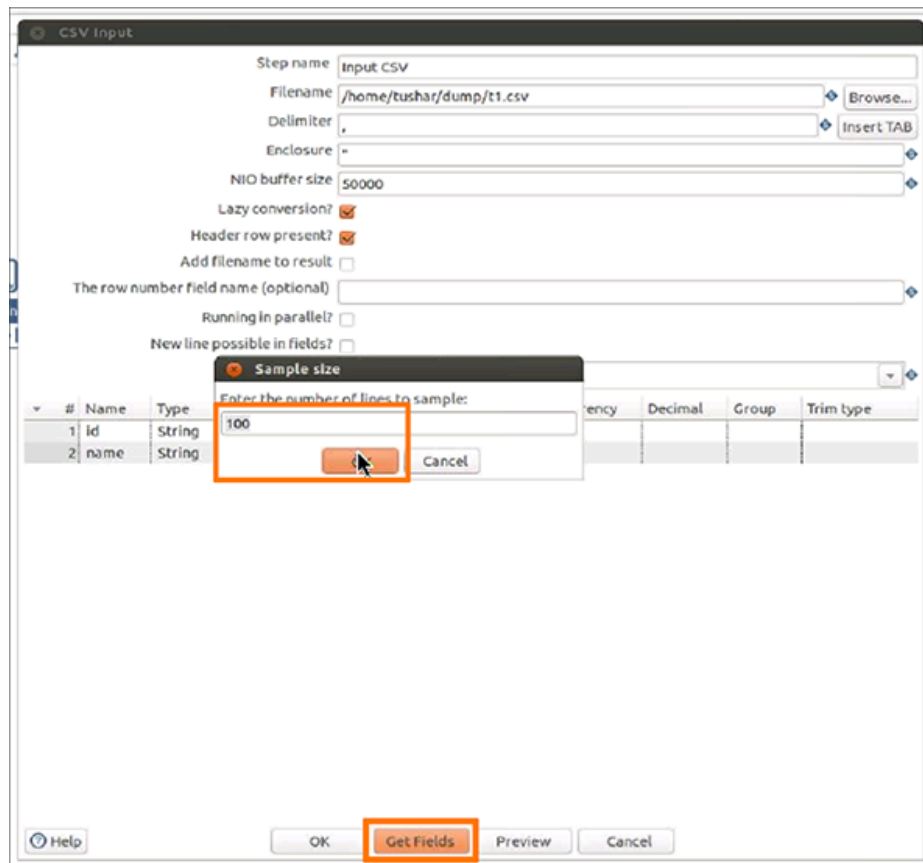 CSV Input
Step name Input CSV
Filename /home/tushar/dump/t1.csv Browse...
Delimiter , Insert TAB
Enclosure "
NIO buffer size 50000
Lazy conversion?
Header row present?
Add filename to result
The row number field name (optional)
Running in parallel?
New line possible in fields?
Sample size
Enter the number of lines to sample:
100
Cancel
# Name Type Decimal Group Trim type
1 id String
2 name String
Help OK Get Fields Preview Cancel